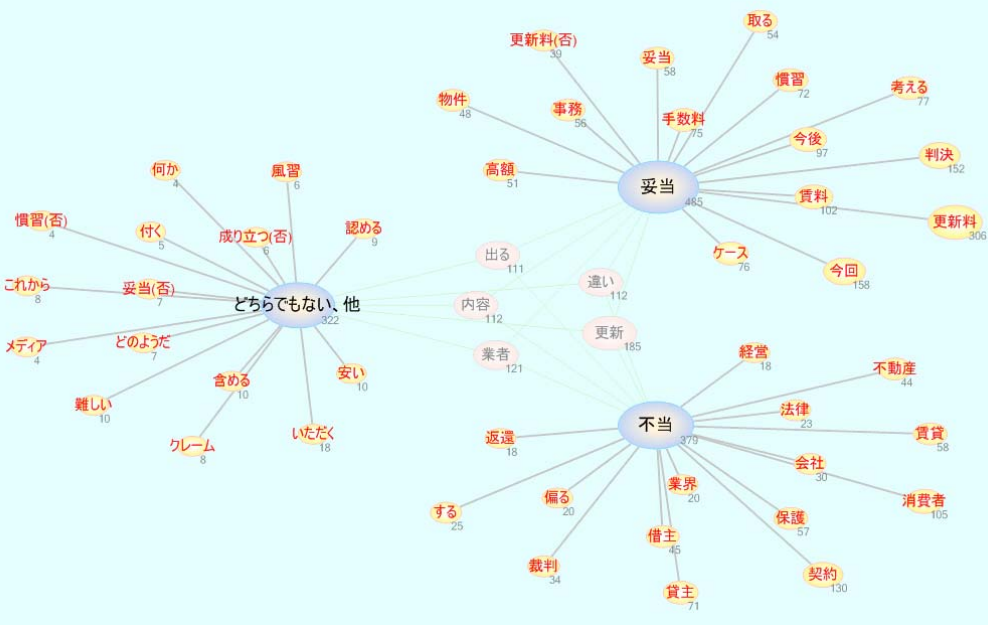 取る
54
更新料(否)
39
妥当
58
慣習
72
考える
77
物件
48
事務
56
手数料
75
今後
97
判決
152
高額
51
妥当
485
賃料
102
更新料
306
ケース
76
今回
158
何か
4
風習
6
慣習(否)
4
付く
5
成り立つ(否)
6
認める
9
これから
8
妥当(否)
7
どちらでもない、他
322
メディア
4
どのようだ
7
含める
10
安い
10
難しい
10
クレーム
8
いただく
18
出る
111
違い
112
内容
112
更新
185
業者
121
経営
18
不動産
44
法律
23
不当
379
返還
18
賃貸
58
会社
30
業界
20
消費者
105
する
25
偏る
20
保護
57
借主
45
裁判
34
契約
130
貸主
71